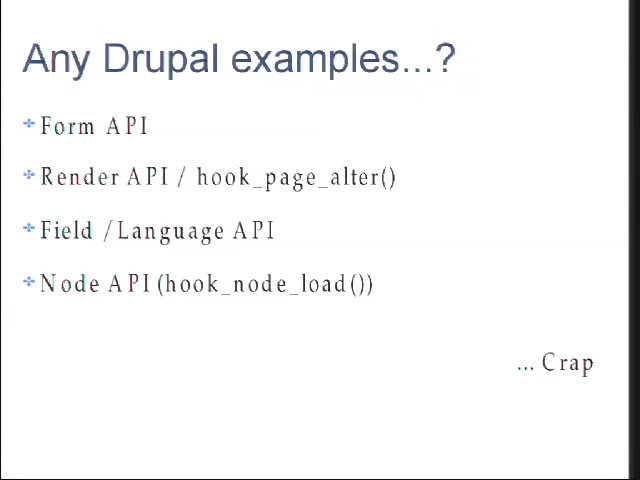 Any Drupal examples...?
Form API
Render API / hook_page_alter()
Field /Language API
Node API (hook_node_load())
... Crap